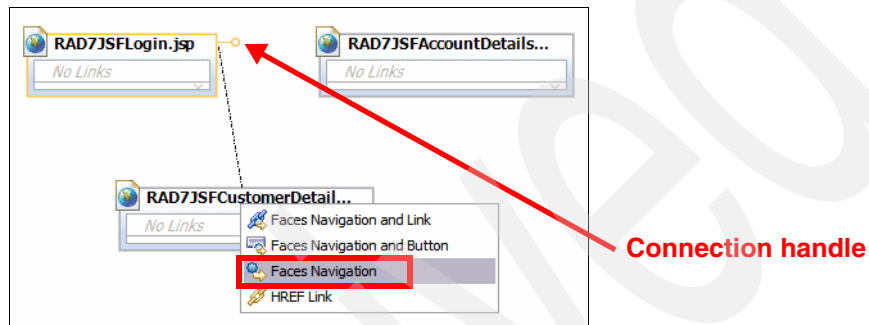 RAD7JSFLogin.jsp
RAD7JSFAccountDetails...
No Links
No Links
RAD7JSFCustomerDetail...
No Links
Faces Navigation and Link
Faces Navigation and Button
Faces Navigation
HREF Link
Connection handle